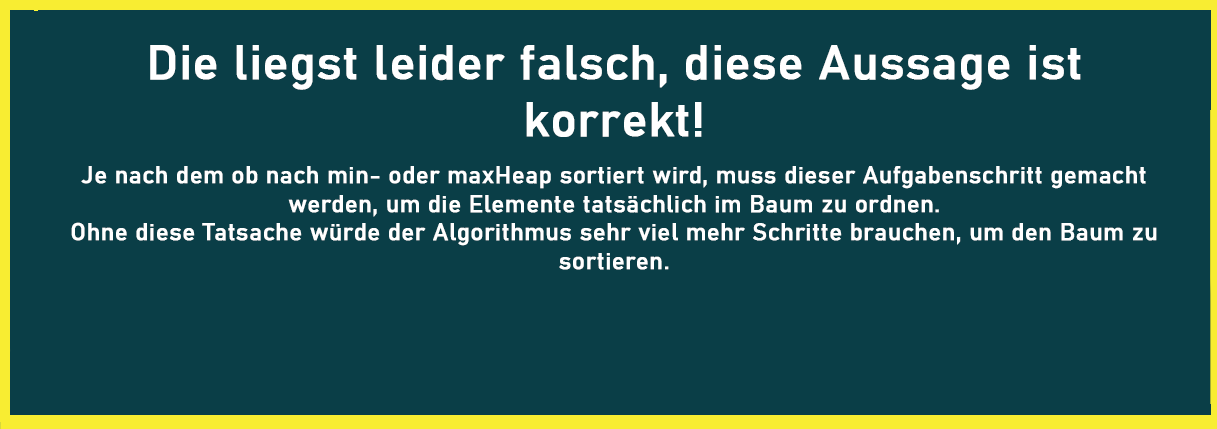 Die liegst leider falsch, diese Aussage ist
korrekt!
Je nach dem ob nach min- oder maxHeap sortiert wird, muss dieser Aufgabenschritt gemacht
werden, um die Elemente tatsächlich im Baum zu ordnen.
Ohne diese Tatsache würde der Algorithmus sehr viel mehr Schritte brauchen, um den Baum zu
sortieren.